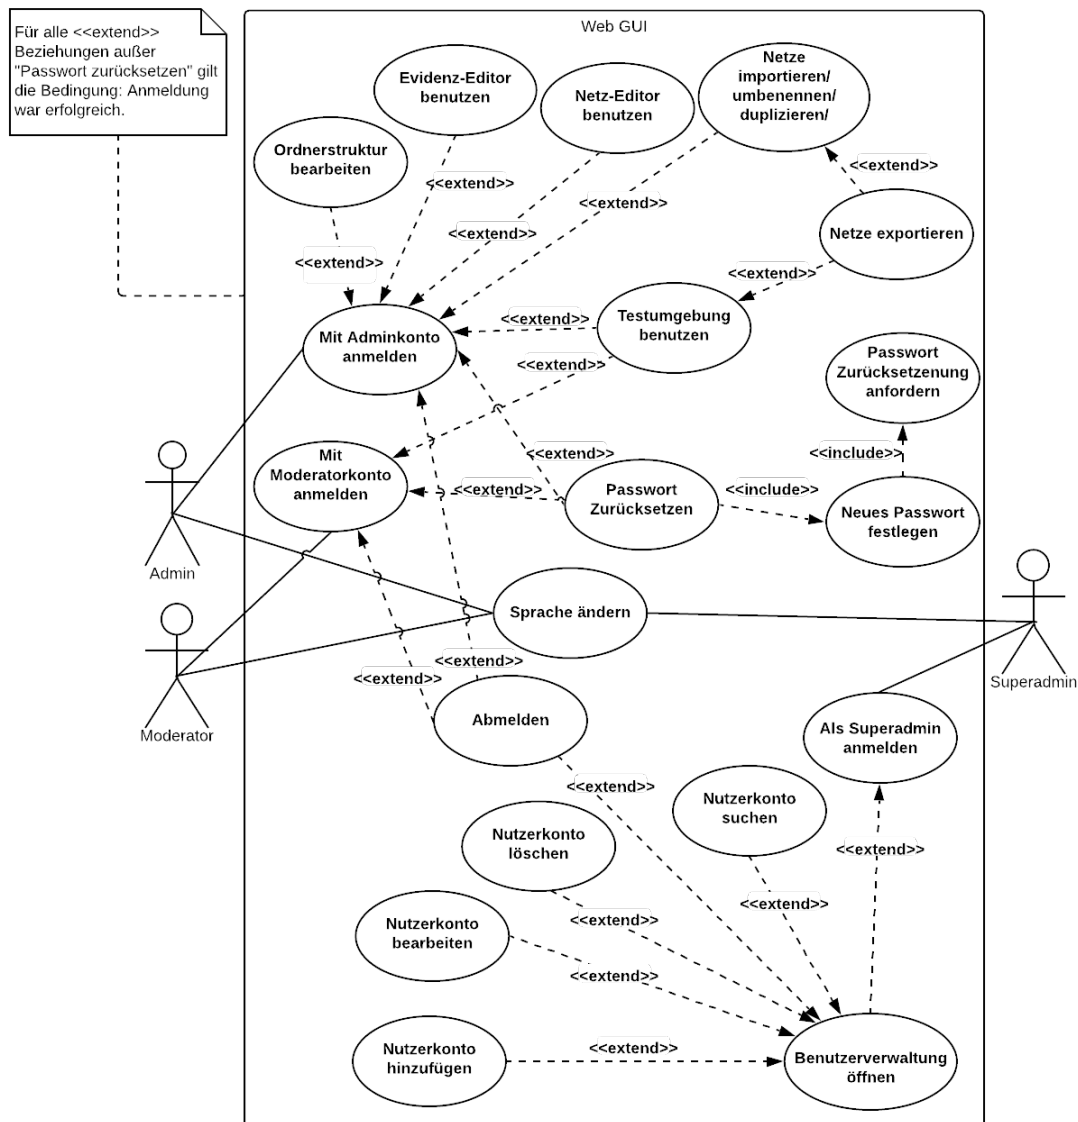 Für alle <<extend>>
Beziehungen außer
"Passwort zurücksetzen" gilt
die Bedingung: Anmeldung
war erfolgreich.
Web GUI
Evidenz-Editor
benutzen
Netz-Editor
benutzen
Netze
importieren/
umbenennen/
duplizieren/
Ordnerstruktur
bearbeiten
<<extend>>
<<extend>>
<<extend>>
<<extend>>
<<extend>>
Netze exportieren
<<extend>>
<<extend>>
Mit Adminkonto
anmelden
<<extend>>
Testumgebung
benutzen
<<extend>>
Passwort
Zurücksetzenung
anfordern
Mit
Moderatorkonto
anmelden
<<extend>>
<<extend>>
Passwort
Zurücksetzen
<<include>>
<<include>>
Neues Passwort
festlegen
Admin
Sprache ändern
Moderator
Superadmin
<<extend>>
<<extend>>
Abmelden
Als Superadmin
anmelden
<<extend>>
Nutzerkonto
suchen
Nutzerkonto
löschen
<<extend>>
<<extend>>
<<extend>>
Nutzerkonto
bearbeiten
<<extend>>
Nutzerkonto
hinzufügen
<<extend>>
Benutzerverwaltung
öffnen